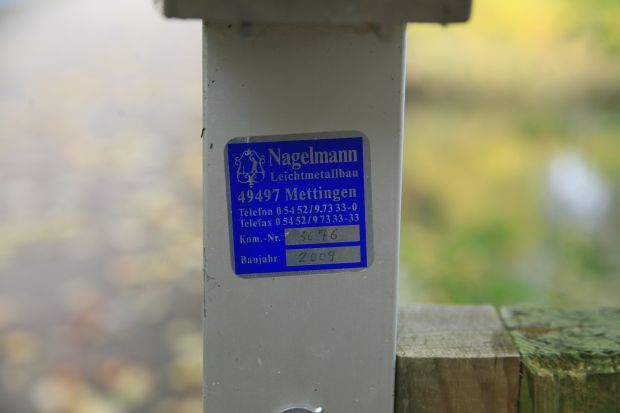 Nagelmann
Leichtmetallbau
49497 Mettingen
Telefon 0 54 52 / 9.73 33-0
Telefax 0 54 52 / 9 73 33-33
Kom.-Nr. 3676
Baujahr 2009